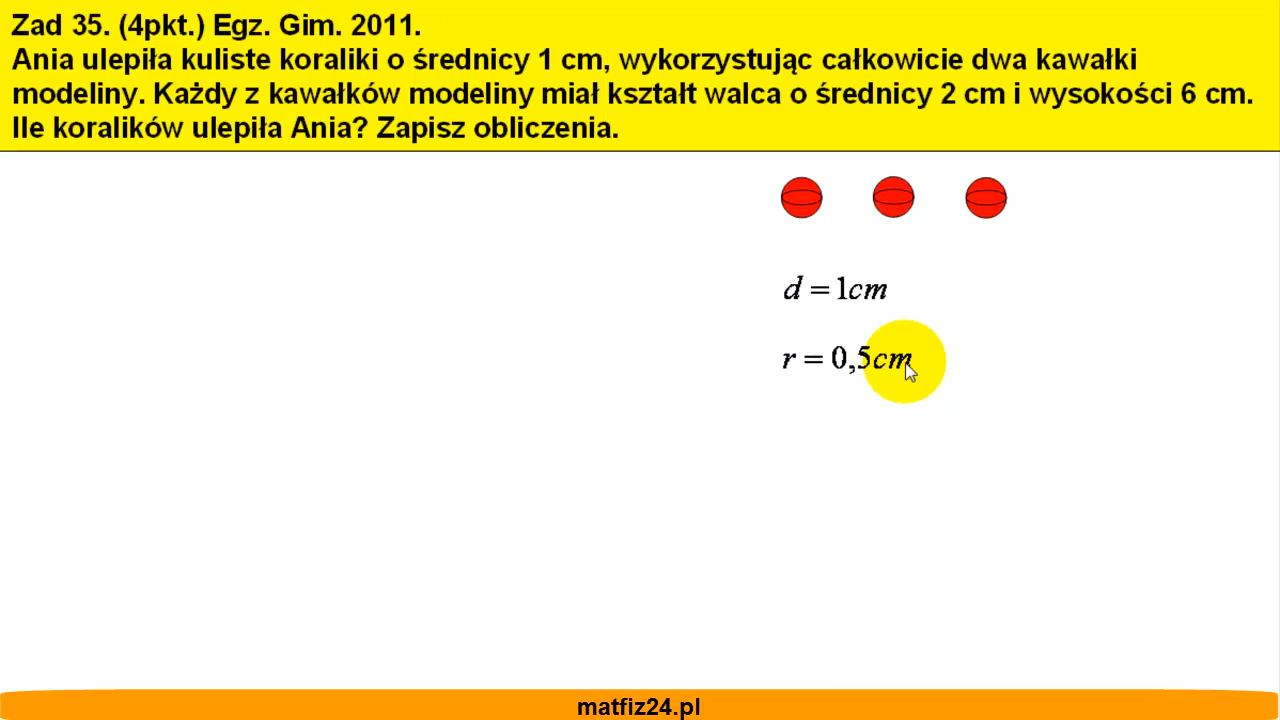 Zad 35. (4pkt.) Egz. Gim. 2011.
Ania ulepiła kuliste koraliki o średnicy 1 cm, wykorzystując całkowicie dwa kawałki
modeliny. Każdy z kawałków modeliny miał kształt walca o średnicy 2 cm i wysokości 6 cm.
Ile koralików ulepiła Ania? Zapisz obliczenia.
d = 1cm
r = 0,5cm
matfiz24.pl